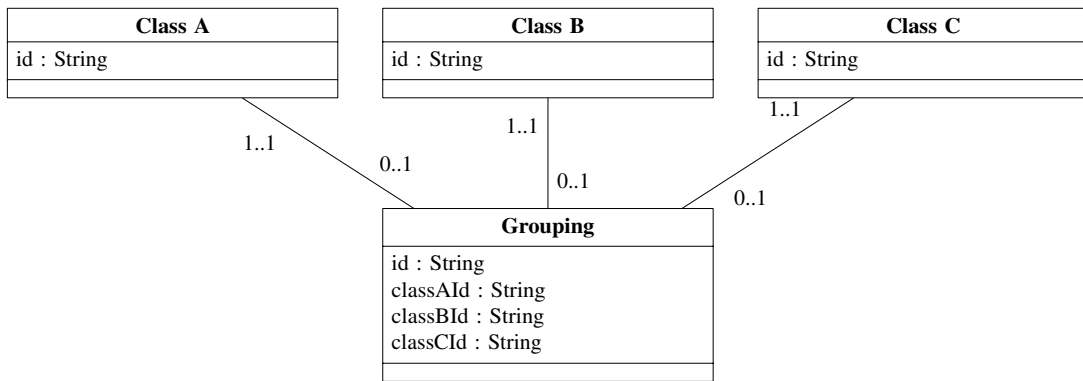 Class A
id : String
Class B
id : String
Class C
id : String
1..1
0..1
1..1
0..1
1..1
0..1
Grouping
id : String
classAId : String
classBId : String
classCId : String